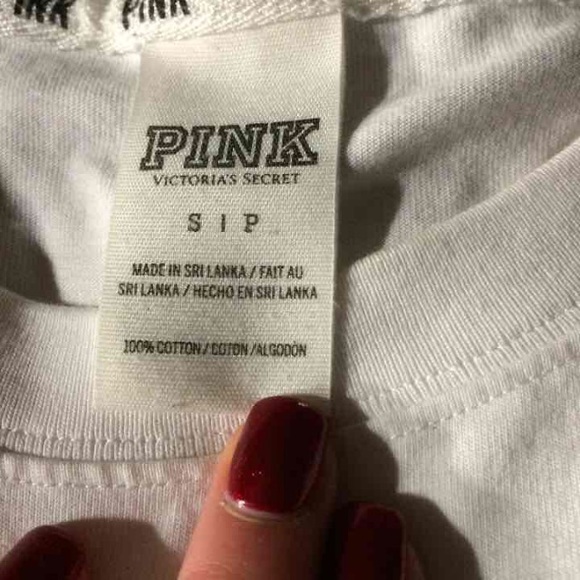 PINK PINK
PINK
VICTORIA'S SECRET
S | P
MADE IN SRI LANKA / FAIT AU
SRI LANKA / HECHO EN SRI LANKA
100% COTTON / COTON / ALGODÓN